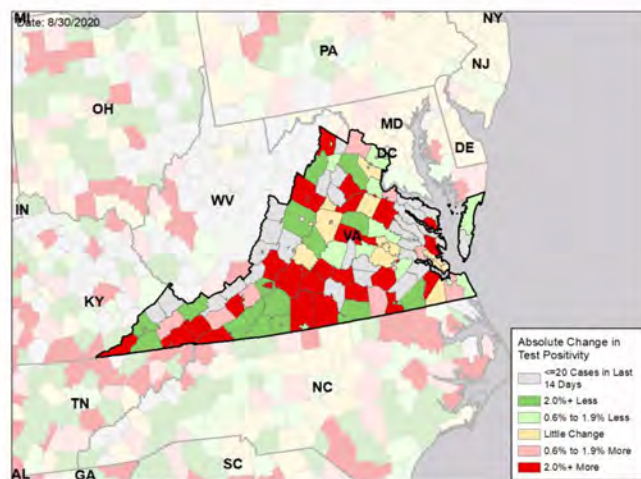 MI
Date: 8/30/2020
NY
PA
NJ
OH
MD
DE
DC
IN
WV
VA
KY
TN
NC
SC
AL
GA
Absolute Change in
Test Positivity
<=20 Cases in Last
14 Days
2.0%+ Less
0.6% to 1.9% Less
Little Change
0.6% to 1.9% More
2.0%+ More